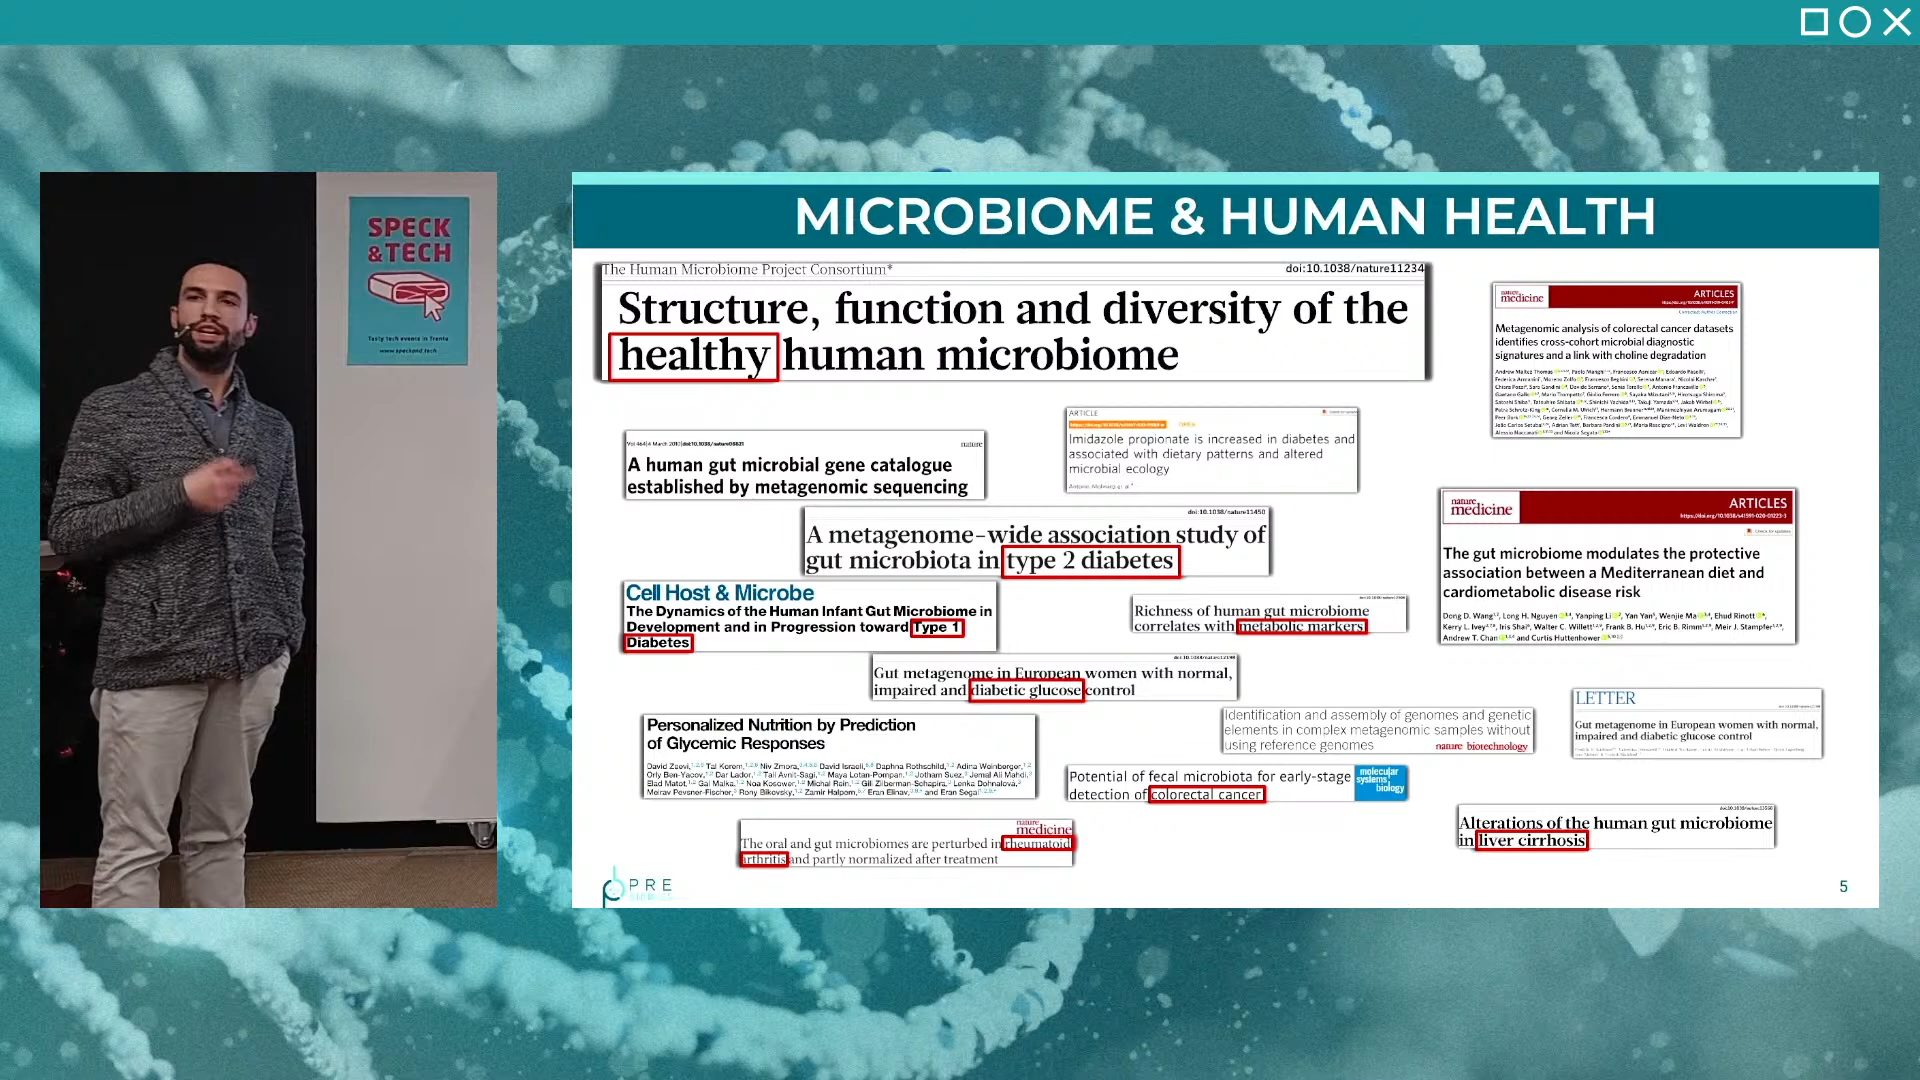 SPECK
&TECH
Tasty tech events in Trento
www.speckand.tech
MICROBIOME & HUMAN HEALTH
The Human Microbiome Project Consortium*
doi:10.1038/nature11234
Structure, function and diversity of the
healthy human microbiome
nature medicine
ARTICLES
Metagenomic analysis of colorectal cancer datasets
identifies cross-cohort microbial diagnostic
signatures and a link with choline degradation
ARTICLE
OPEN
Imidazole propionate is increased in diabetes and
associated with dietary patterns and altered
microbial ecology
Vol 464|4 March 2010|doi:10.1038/nature08821
nature
A human gut microbial gene catalogue
established by metagenomic sequencing
doi:10.1038/nature11450
A metagenome-wide association study of
gut microbiota in type 2 diabetes
nature medicine
ARTICLES
https://doi.org/10.1038/s41591-020-01223-3
The gut microbiome modulates the protective
association between a Mediterranean diet and
cardiometabolic disease risk
Dong D. Wang, Long H. Nguyen, Yanping Li, Yan Yan, Wenjie Ma, Ehud Rinott,
Kerry L. Ivey, Iris Shai, Walter C. Willett, Frank B. Hu, Eric B. Rimm, Meir J. Stampfer,
Andrew T. Chan and Curtis Huttenhower
Cell Host & Microbe
The Dynamics of the Human Infant Gut Microbiome in
Development and in Progression toward Type 1
Diabetes
Richness of human gut microbiome
correlates with metabolic markers
Gut metagenome in European women with normal,
impaired and diabetic glucose control
LETTER
Gut metagenome in European women with normal,
impaired and diabetic glucose control
Personalized Nutrition by Prediction
of Glycemic Responses
David Zeevi, Tal Korem, Niv Zmora, David Israeli, Daphna Rothschild, Adina Weinberger,
Orly Ben-Yacov, Dar Lador, Tali Avnit-Sagi, Maya Lotan-Pompan, Jotham Suez, Jemal Ali Mahdi,
Elad Matot, Gal Malka, Noa Kosower, Michal Rein, Gili Zilberman-Schapira, Lenka Dohnalová,
Meirav Pevsner-Fischer, Rony Bikovsky, Zamir Halpern, Eran Elinav, and Eran Segal
Identification and assembly of genomes and genetic
elements in complex metagenomic samples without
using reference genomes
nature biotechnology
Potential of fecal microbiota for early-stage
detection of colorectal cancer
molecular
systems
biology
Alterations of the human gut microbiome
in liver cirrhosis
nature
medicine
The oral and gut microbiomes are perturbed in rheumatoid
arthritis and partly normalized after treatment
PRE
5